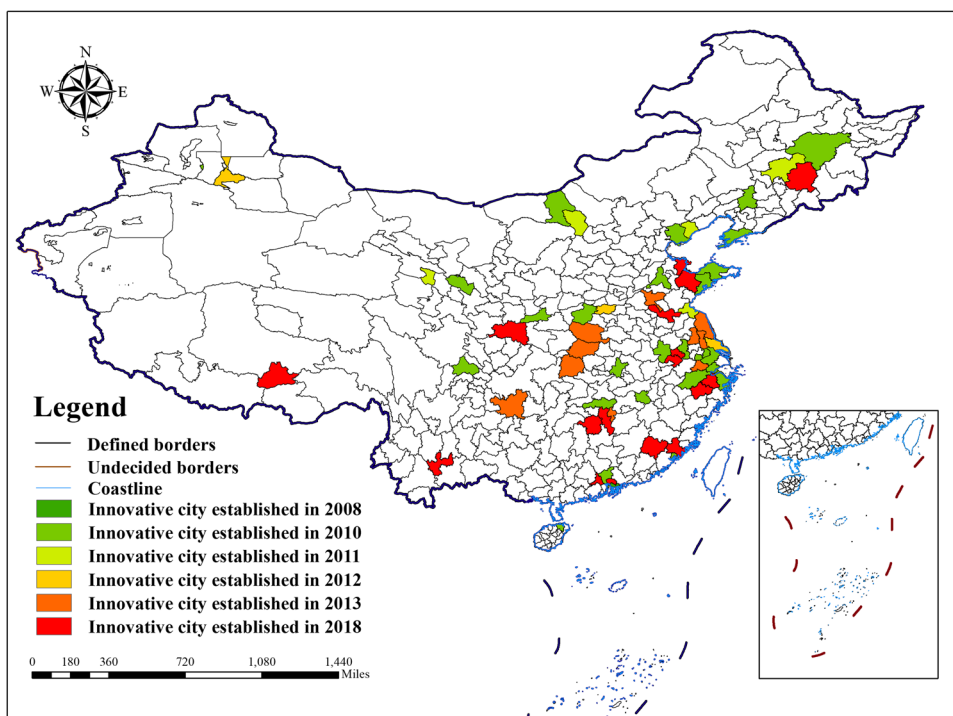 N
W E
S
Legend
Defined borders
Undecided borders
Coastline
Innovative city established in 2008
Innovative city established in 2010
Innovative city established in 2011
Innovative city established in 2012
Innovative city established in 2013
Innovative city established in 2018
0 180 360 720 1,080 1,440
Miles